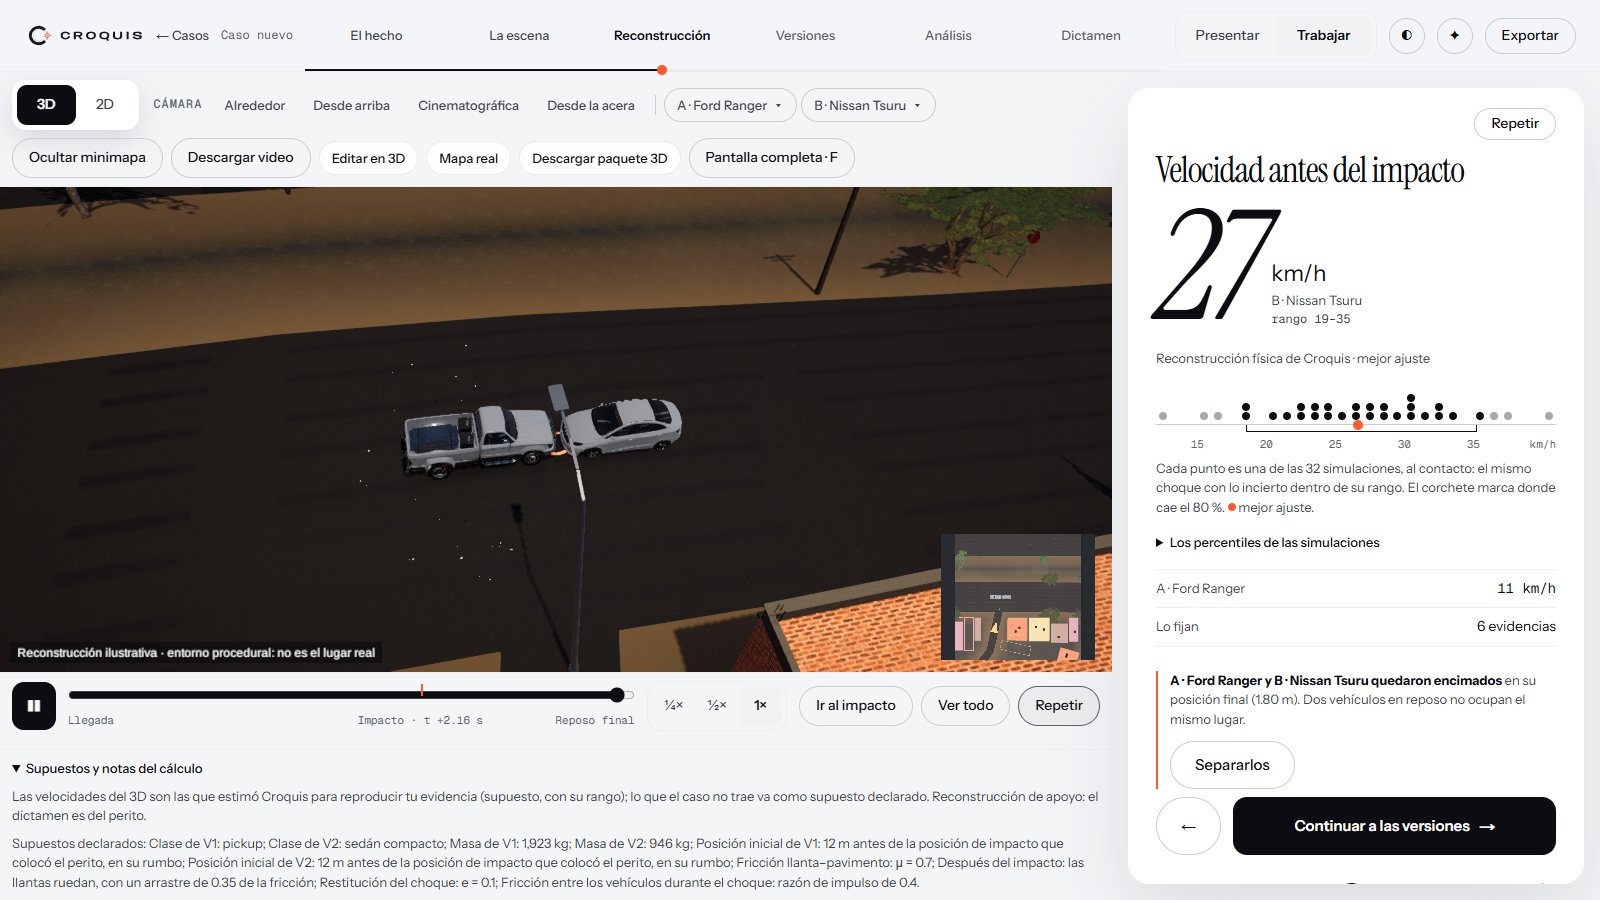 CROQUIS
← Casos
Caso nuevo
El hecho
La escena
Reconstrucción
Versiones
Análisis
Dictamen
Presentar
Trabajar
Exportar
3D
2D
CÁMARA
Alrededor
Desde arriba
Cinematográfica
Desde la acera
A · Ford Ranger
B · Nissan Tsuru
Ocultar minimapa
Descargar video
Editar en 3D
Mapa real
Descargar paquete 3D
Pantalla completa · F
Reconstrucción ilustrativa - entorno procedural: no es el lugar real
Llegada
Impacto · t +2.16 s
Reposo final
¼×
½×
1×
Ir al impacto
Ver todo
Repetir
▼ Supuestos y notas del cálculo
Las velocidades del 3D son las que estimó Croquis para reproducir tu evidencia (supuesto, con su rango); lo que el caso no trae va como supuesto declarado. Reconstrucción de apoyo: el
dictamen es del perito.
Supuestos declarados: Clase de V1: pickup; Clase de V2: sedán compacto; Masa de V1: 1,923 kg; Masa de V2: 946 kg; Posición inicial de V1: 12 m antes de la posición de impacto que
colocó el perito, en su rumbo; Posición inicial de V2: 12 m antes de la posición de impacto que colocó el perito, en su rumbo; Fricción llanta–pavimento: μ = 0.7; Después del impacto: las
llantas ruedan, con un arrastre de 0.35 de la fricción; Restitución del choque: e = 0.1; Fricción entre los vehículos durante el choque: razón de impulso de 0.4.
Repetir
Velocidad antes del impacto
27
km/h
B · Nissan Tsuru
rango 19–35
Reconstrucción física de Croquis · mejor ajuste
15
20
25
30
35
km/h
Cada punto es una de las 32 simulaciones, al contacto: el mismo
choque con lo incierto dentro de su rango. El corchete marca donde
cae el 80 %. mejor ajuste.
▶ Los percentiles de las simulaciones
A · Ford Ranger
11 km/h
Lo fijan
6 evidencias
A · Ford Ranger y B · Nissan Tsuru quedaron encimados en su
posición final (1.80 m). Dos vehículos en reposo no ocupan el
mismo lugar.
Separarlos
←
Continuar a las versiones →